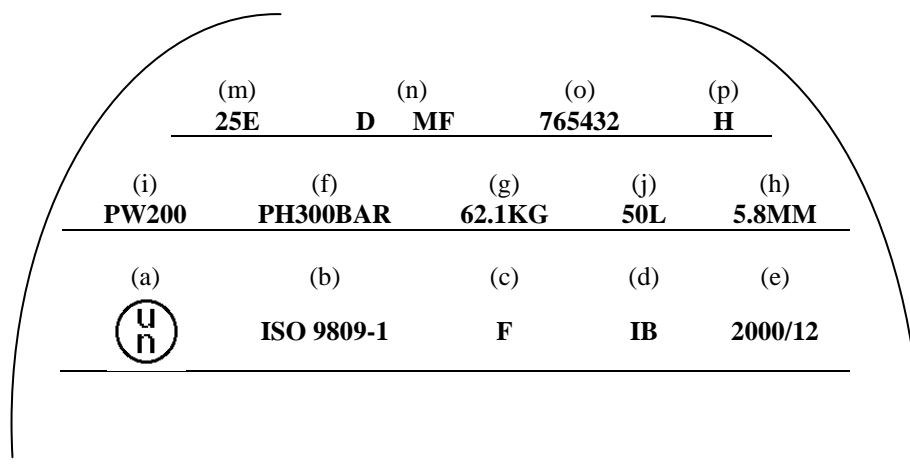 (m) (n) (o) (p)
25E D MF 765432 H
(i) (f) (g) (j) (h)
PW200 PH300BAR 62.1KG 50L 5.8MM
(a) (b) (c) (d) (e)
u n ISO 9809-1 F IB 2000/12